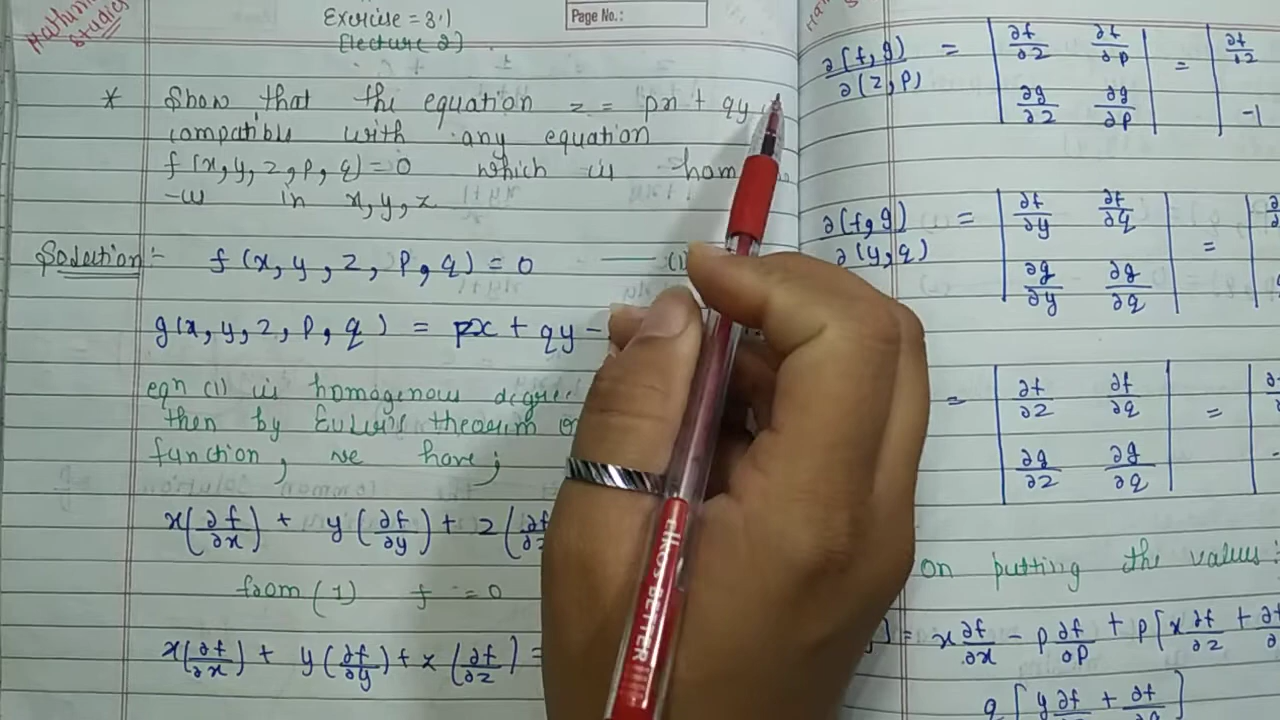 Exercise = 3.1
(lecture 2)
Page No.:
* Show that the equation z = px + qy
compatible with any equation
f(x, y, z, p, q) = 0 which is hom
-us in x, y, z
Solution:- f(x, y, z, p, q) = 0 —— (1)
g(x, y, z, p, q) = px + qy -
eqn (1) is homogenous degree
then by Euler's theorem
function, we have;
x(∂f/∂x) + y(∂f/∂y) + z(∂f/∂z
from (1) f = 0
x(∂f/∂x) + y(∂f/∂y) + x(∂f/∂z) =
∂(f, g)/∂(z, p) = | ∂f/∂z ∂f/∂p | = | ∂f/∂z
| ∂g/∂z ∂g/∂p | | -1
∂(f, g)/∂(y, q) = | ∂f/∂y ∂f/∂q | = |
| ∂g/∂y ∂g/∂q |
= | ∂f/∂z ∂f/∂q | = |
| ∂g/∂z ∂g/∂q |
on putting the values:
] = x ∂f/∂x - p ∂f/∂p + p[x ∂f/∂z +
q[y ∂f/∂z + ∂f/∂q]
elkos BETTER